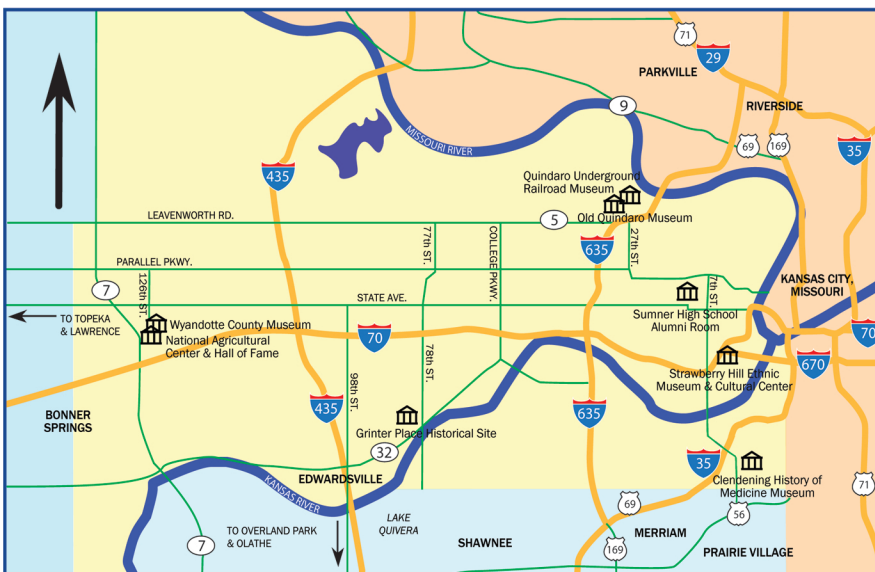 71
29
PARKVILLE
9
RIVERSIDE
MISSOURI RIVER
69
169
35
435
Quindaro Underground
Railroad Museum
LEAVENWORTH RD.
5
Old Quindaro Museum
77th ST.
COLLEGE PKWY.
635
27th ST.
PARALLEL PKWY.
7
126th ST.
STATE AVE.
7th ST.
KANSAS CITY,
MISSOURI
TO TOPEKA
& LAWRENCE
Wyandotte County Museum
National Agricultural
Center & Hall of Fame
70
Sumner High School
Alumni Room
70
78th ST.
670
Strawberry Hill Ethnic
Museum & Cultural Center
98th ST.
435
635
BONNER
SPRINGS
Grinter Place Historical Site
32
35
EDWARDSVILLE
KANSAS RIVER
Clendening History of
Medicine Museum
71
69
56
LAKE
QUIVERA
TO OVERLAND PARK
& OLATHE
7
SHAWNEE
MERRIAM
169
PRAIRIE VILLAGE